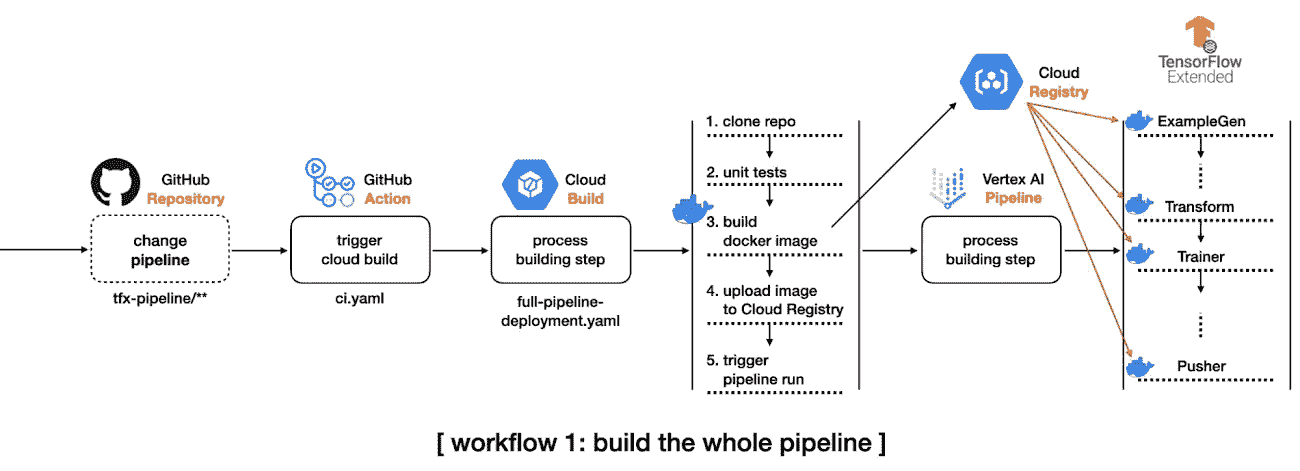 GitHub
Repository
change
pipeline
tfx-pipeline/**
GitHub
Action
trigger
cloud build
ci.yaml
Cloud
Build
process
building step
full-pipeline-
deployment.yaml
1. clone repo
2. unit tests
3. build
docker image
4. upload image
to Cloud Registry
5. trigger
pipeline run
Cloud
Registry
Vertex AI
Pipeline
process
building step
TensorFlow
Extended
ExampleGen
Transform
Trainer
Pusher
[ workflow 1: build the whole pipeline ]